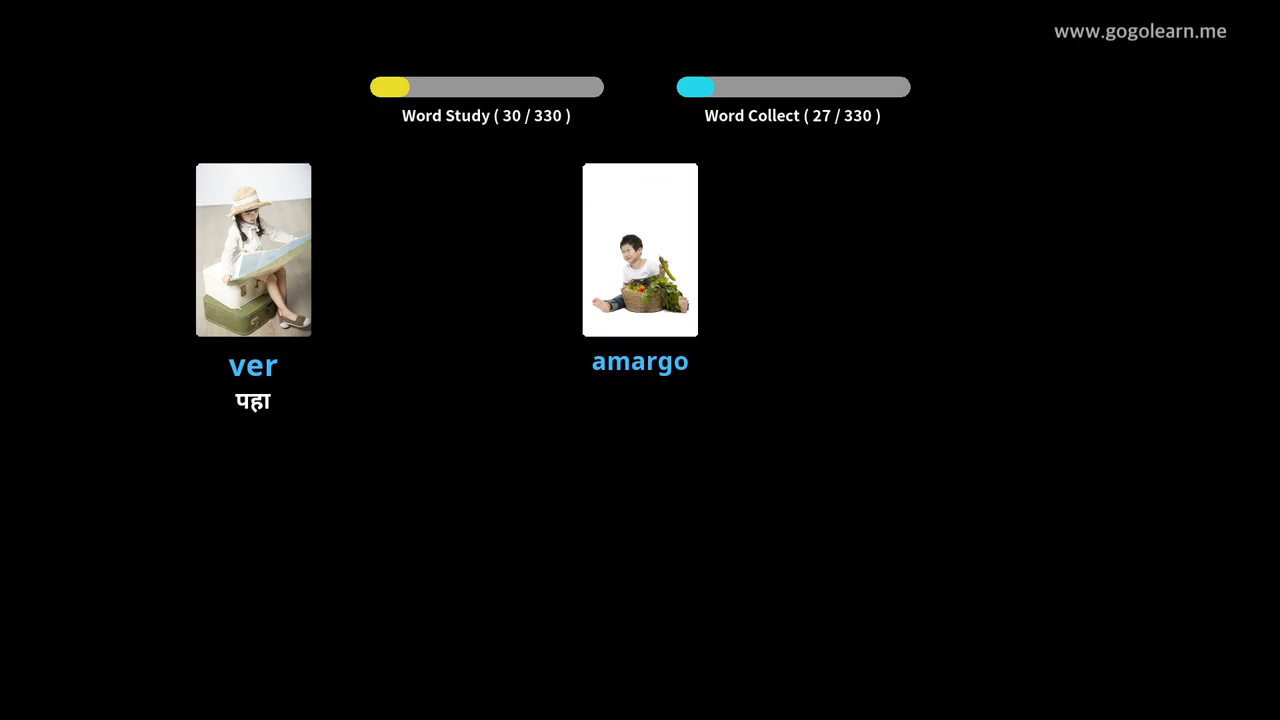 www.gogolearn.me
Word Study ( 30 / 330 )
Word Collect ( 27 / 330 )
ver
पहा
amargo